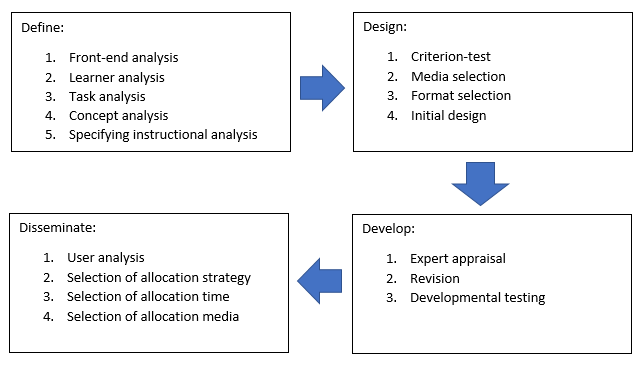 Define:
1. Front-end analysis
2. Learner analysis
3. Task analysis
4. Concept analysis
5. Specifying instructional analysis
Design:
1. Criterion-test
2. Media selection
3. Format selection
4. Initial design
Develop:
1. Expert appraisal
2. Revision
3. Developmental testing
Disseminate:
1. User analysis
2. Selection of allocation strategy
3. Selection of allocation time
4. Selection of allocation media